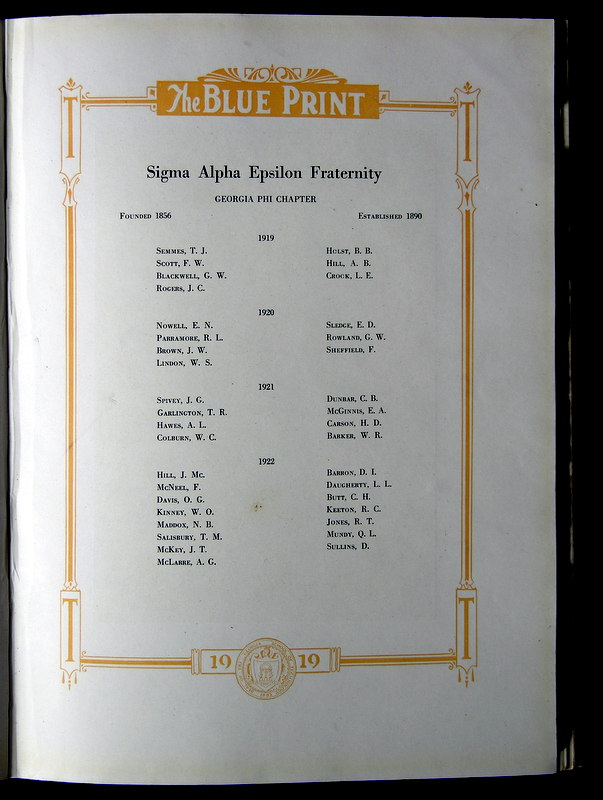 The BLUE PRINT
T T
Sigma Alpha Epsilon Fraternity
GEORGIA PHI CHAPTER
Founded 1856 Established 1890
1919
Semmes, T. J.
Scott, F. W.
Blackwell, G. W.
Rogers, J. C.
Holst, B. B.
Hill, A. B.
Crook, L. E.
1920
Nowell, E. N.
Parramore, R. L.
Brown, J. W.
Lindon, W. S.
Sledge, E. D.
Rowland, G. W.
Sheffield, F.
1921
Spivey, J. G.
Garlington, T. R.
Hawes, A. L.
Colburn, W. C.
Dunbar, C. B.
McGinnis, E. A.
Carson, H. D.
Barker, W. R.
1922
Hill, J. Mc.
McNeel, F.
Davis, O. G.
Kinney, W. O.
Maddox, N. B.
Salisbury, T. M.
McKey, J. T.
McLarre, A. G.
Barron, D. I.
Daugherty, L. L.
Butt, C. H.
Keeton, R. C.
Jones, R. T.
Mundy, Q. L.
Sullins, D.
T T
19 19